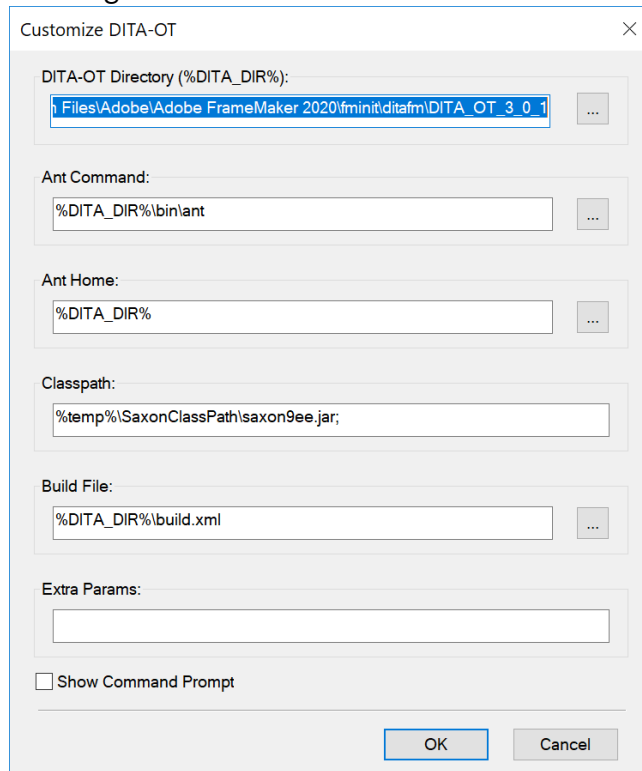 Customize DITA-OT
DITA-OT Directory (%DITA_DIR%):
Files\Adobe\Adobe FrameMaker 2020\fminit\ditafm\DITA_OT_3_0_1
...
Ant Command:
%DITA_DIR%\bin\ant
...
Ant Home:
%DITA_DIR%
...
Classpath:
%temp%\SaxonClassPath\saxon9ee.jar;
Build File:
%DITA_DIR%\build.xml
...
Extra Params:
Show Command Prompt
OK
Cancel